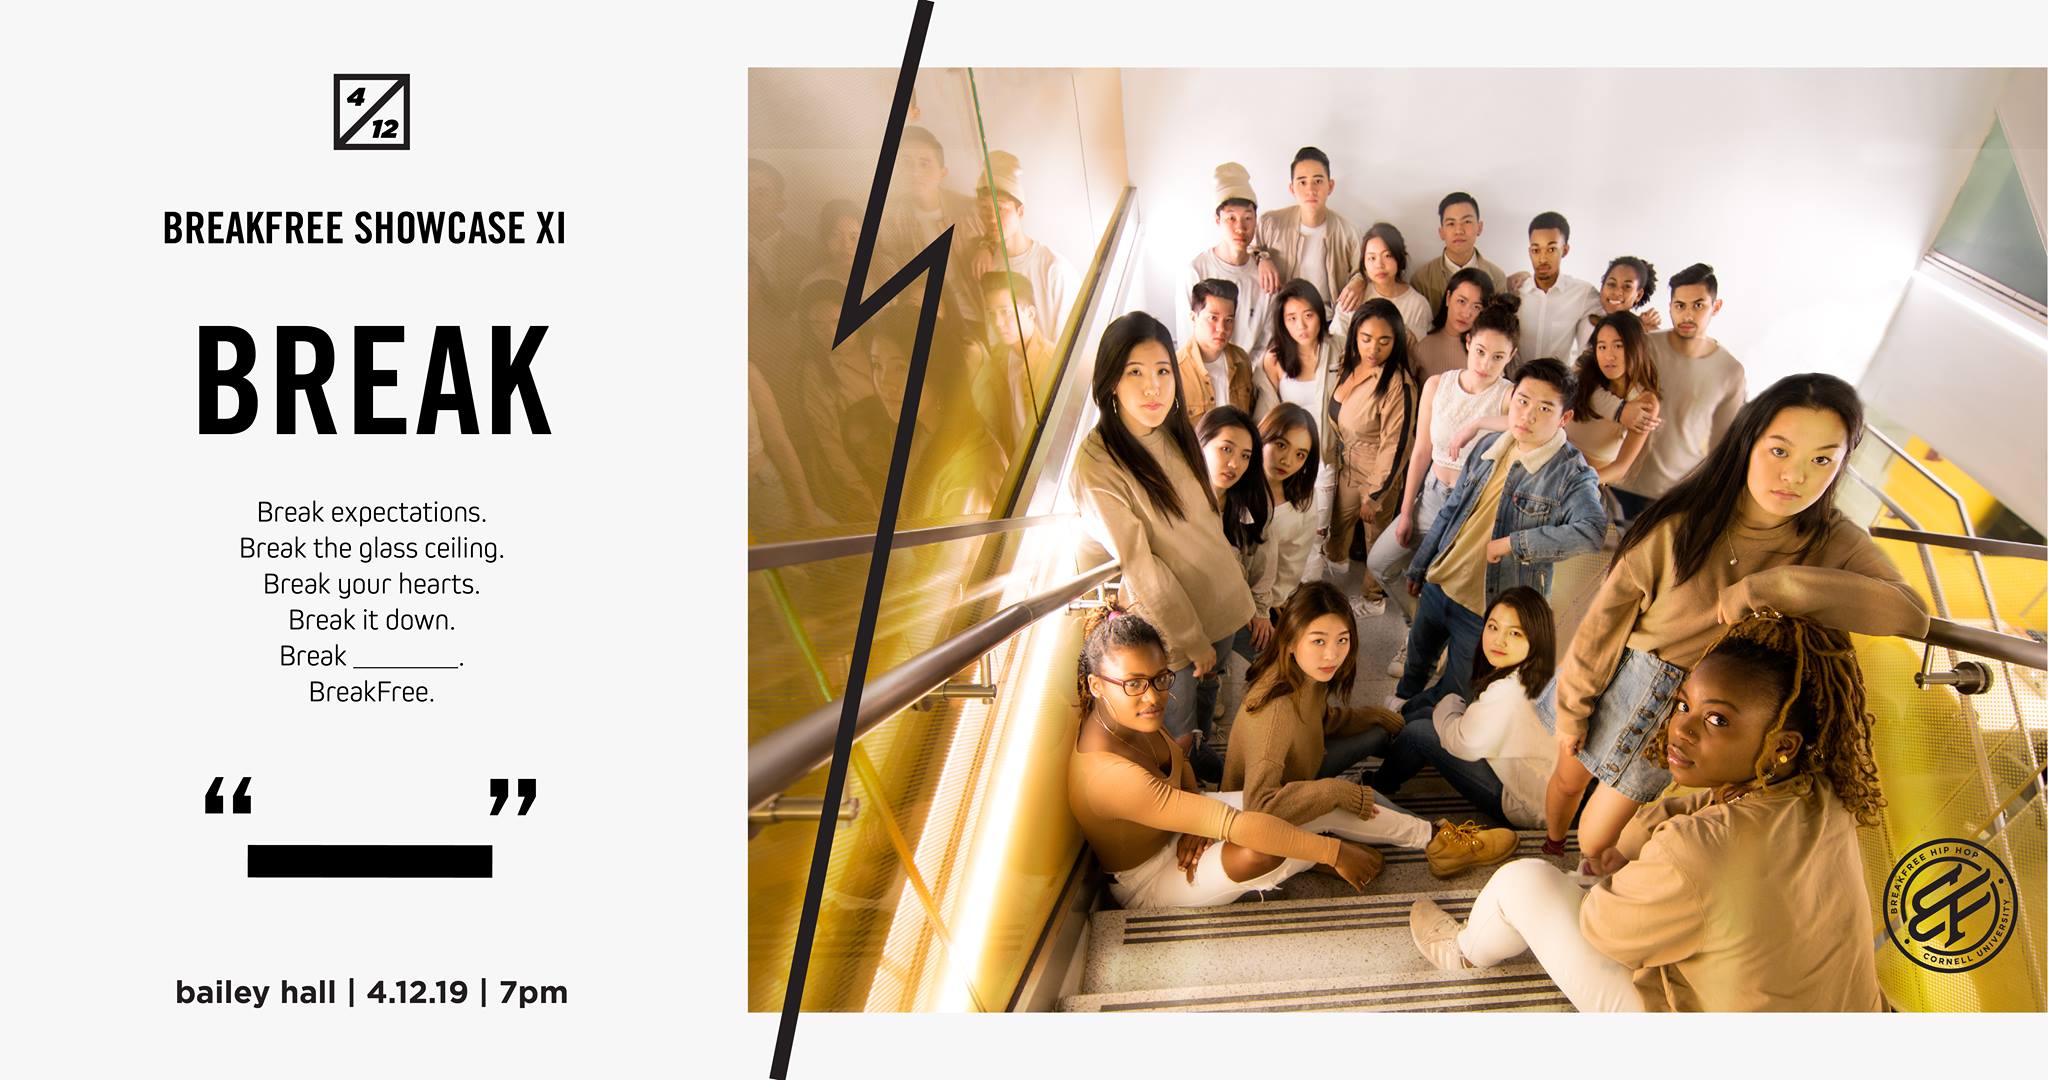 4
12
BREAKFREE SHOWCASE XI
BREAK
Break expectations.
Break the glass ceiling.
Break your hearts.
Break it down.
Break ________.
BreakFree.
“ ”
bailey hall | 4.12.19 | 7pm
BREAKFREE HIP HOP
BF
CORNELL UNIVERSITY